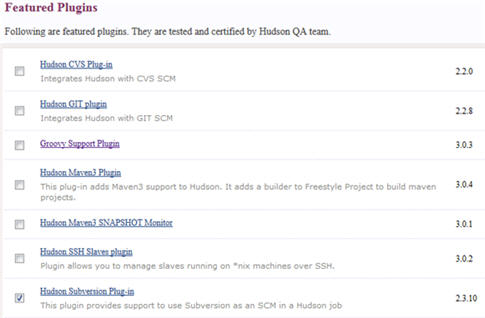 Featured Plugins
Following are featured plugins. They are tested and certified by Hudson QA team.
Hudson CVS Plug-in
Integrates Hudson with CVS SCM
2.2.0
Hudson GIT plugin
Integrates Hudson with GIT SCM
2.2.8
Groovy Support Plugin
3.0.3
Hudson Maven3 Plugin
This plug-in adds Maven3 support to Hudson. It adds a builder to Freestyle Project to build maven
projects.
3.0.4
Hudson Maven3 SNAPSHOT Monitor
3.0.1
Hudson SSH Slaves plugin
Plugin allows you to manage slaves running on *nix machines over SSH.
3.0.2
Hudson Subversion Plug-in
This plugin provides support to use Subversion as an SCM in a Hudson job
2.3.10